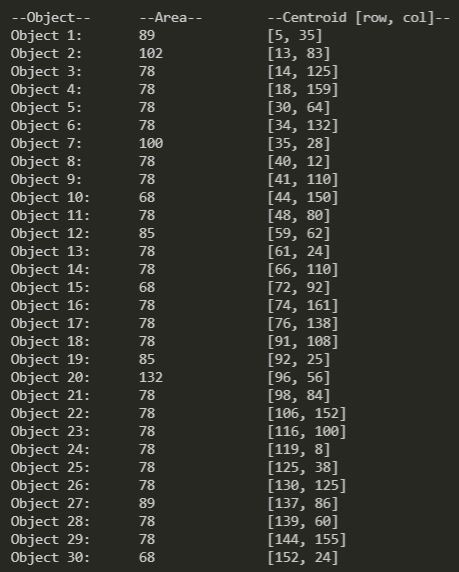 --Object-- --Area-- --Centroid [row, col]--
Object 1: 89 [5, 35]
Object 2: 102 [13, 83]
Object 3: 78 [14, 125]
Object 4: 78 [18, 159]
Object 5: 78 [30, 64]
Object 6: 78 [34, 132]
Object 7: 100 [35, 28]
Object 8: 78 [40, 12]
Object 9: 78 [41, 110]
Object 10: 68 [44, 150]
Object 11: 78 [48, 80]
Object 12: 85 [59, 62]
Object 13: 78 [61, 24]
Object 14: 78 [66, 110]
Object 15: 68 [72, 92]
Object 16: 78 [74, 161]
Object 17: 78 [76, 138]
Object 18: 78 [91, 108]
Object 19: 85 [92, 25]
Object 20: 132 [96, 56]
Object 21: 78 [98, 84]
Object 22: 78 [106, 152]
Object 23: 78 [116, 100]
Object 24: 78 [119, 8]
Object 25: 78 [125, 38]
Object 26: 78 [130, 125]
Object 27: 89 [137, 86]
Object 28: 78 [139, 60]
Object 29: 78 [144, 155]
Object 30: 68 [152, 24]